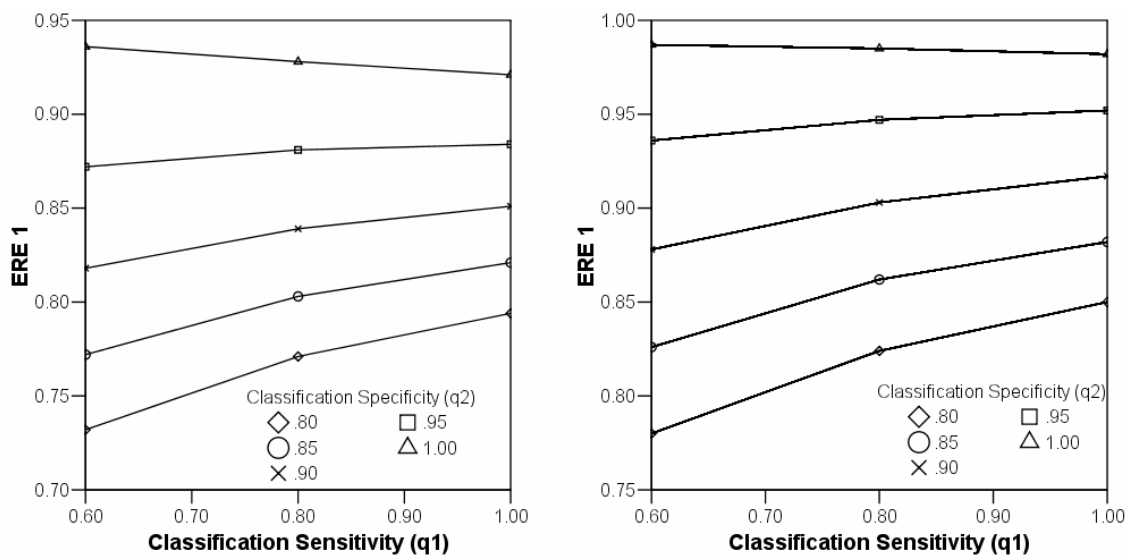 0.95
0.90
0.85
0.80
0.75
0.70
ERE 1
Classification Specificity (q2)
.80 .95
.85 1.00
.90
0.60 0.70 0.80 0.90 1.00
Classification Sensitivity (q1)
1.00
0.95
0.90
0.85
0.80
0.75
ERE 1
Classification Specificity (q2)
.80 .95
.85 1.00
.90
0.60 0.70 0.80 0.90 1.00
Classification Sensitivity (q1)